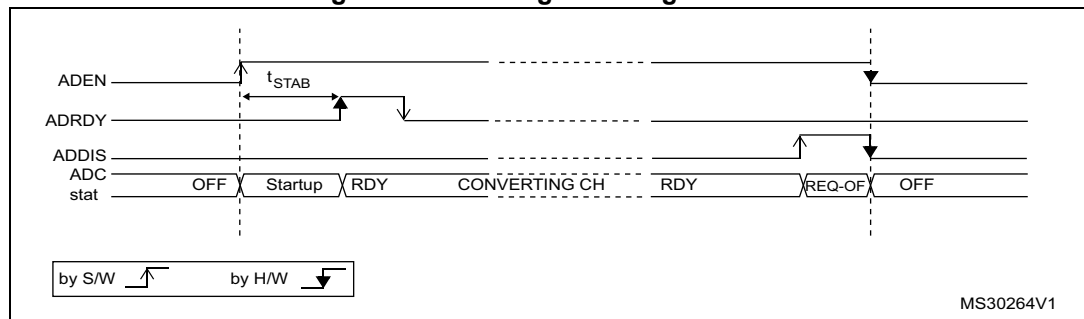 ADEN
tSTAB
ADRDY
ADDIS
ADC
stat
OFF Startup RDY CONVERTING CH RDY REQ-OF OFF
by S/W by H/W
MS30264V1